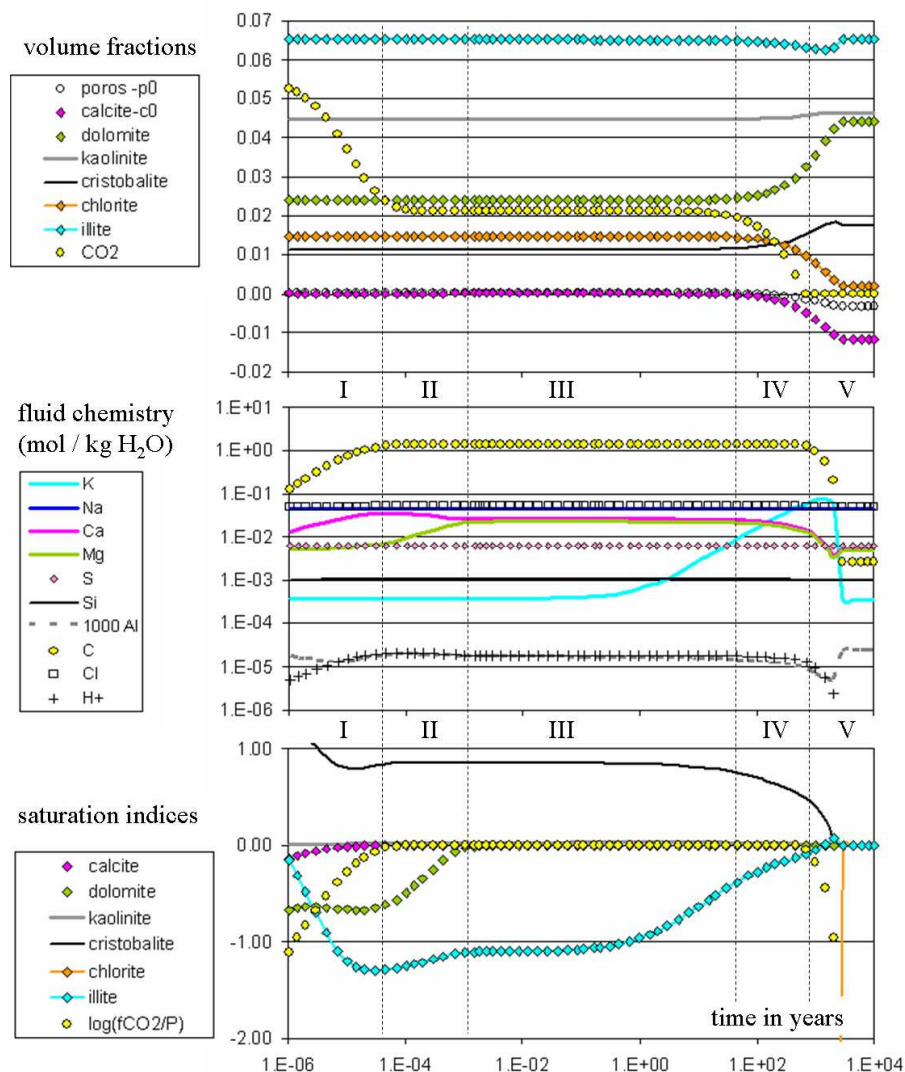 volume fractions
poros -p0
calcite-c0
dolomite
kaolinite
cristobalite
chlorite
illite
CO2
0.07
0.06
0.05
0.04
0.03
0.02
0.01
0.00
-0.01
-0.02
I II III IV V
fluid chemistry
(mol / kg H2O)
K
Na
Ca
Mg
S
Si
1000 Al
C
Cl
H+
1.E+01
1.E+00
1.E-01
1.E-02
1.E-03
1.E-04
1.E-05
1.E-06
I II III IV V
saturation indices
calcite
dolomite
kaolinite
cristobalite
chlorite
illite
log(fCO2/P)
1.00
0.00
-1.00
-2.00
time in years
1.E-06 1.E-04 1.E-02 1.E+00 1.E+02 1.E+04